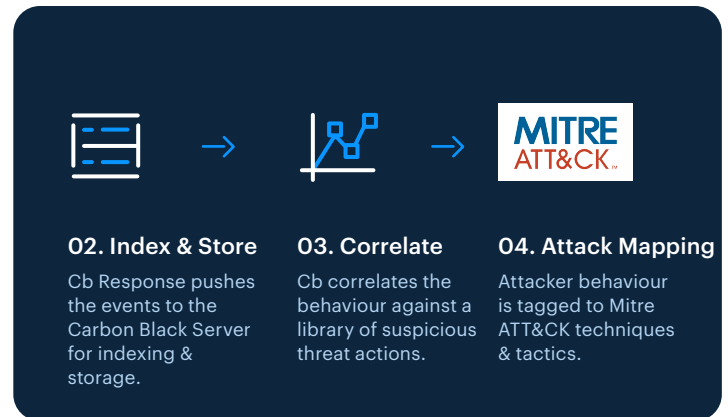 MITRE
ATT&CK™
02. Index & Store
Cb Response pushes
the events to the
Carbon Black Server
for indexing &
storage.
03. Correlate
Cb correlates the
behaviour against a
library of suspicious
threat actions.
04. Attack Mapping
Attacker behaviour
is tagged to Mitre
ATT&CK techniques
& tactics.